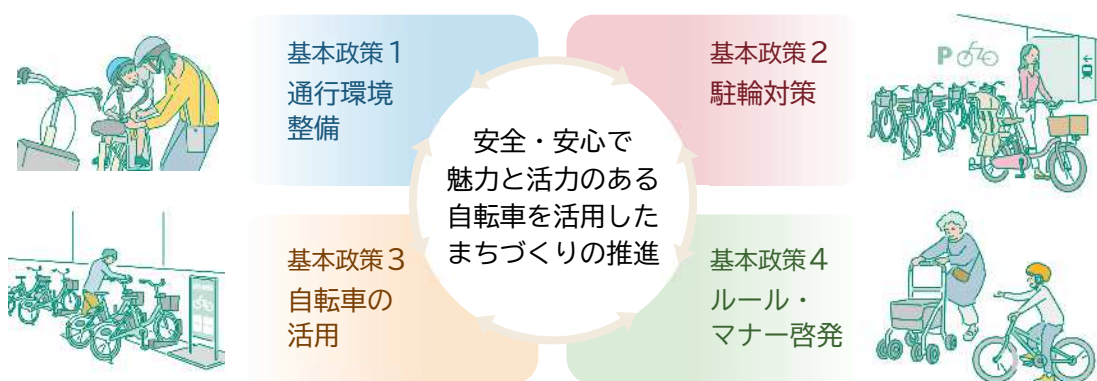 基本政策1
通行環境
整備
基本政策2
駐輪対策
P
安全・安心で
魅力と活力のある
自転車を活用した
まちづくりの推進
基本政策3
自転車の
活用
基本政策4
ルール・
マナー啓発